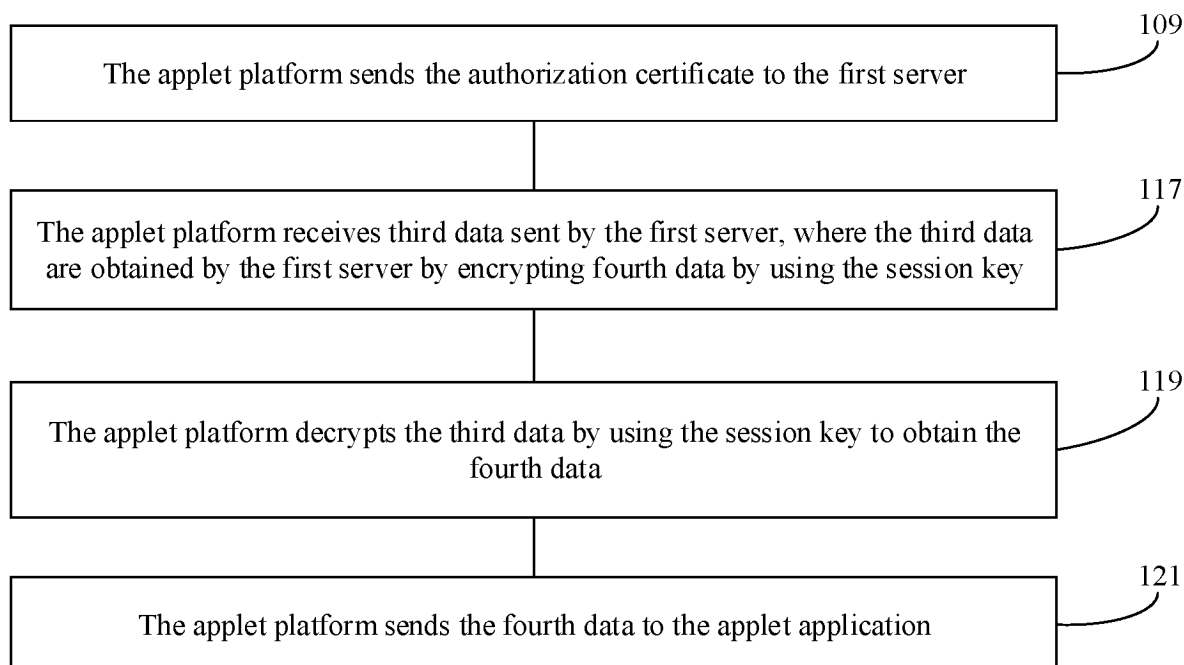 109
The applet platform sends the authorization certificate to the first server
117
The applet platform receives third data sent by the first server, where the third data
are obtained by the first server by encrypting fourth data by using the session key
119
The applet platform decrypts the third data by using the session key to obtain the
fourth data
121
The applet platform sends the fourth data to the applet application